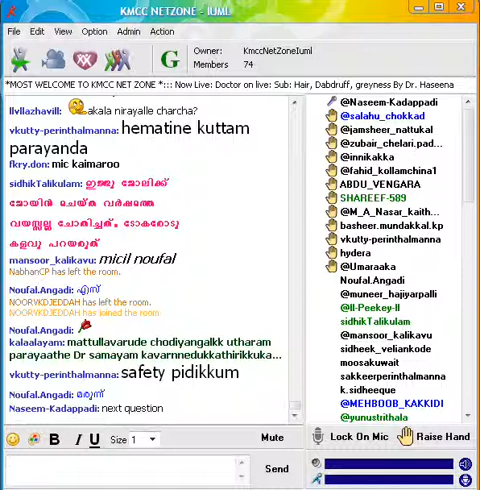 KMCC NETZONE - IUML
File Edit View Option Admin Action
G Owner: KmccNetZoneIuml
Members 74
*MOST WELCOME TO KMCC NET ZONE *::: Now Live: Doctor on live: Sub: Hair, Dabdruff, greyness By Dr. Haseena
llvllazhavill: akala nirayalle charcha?
vkutty-perinthalmanna: hematine kuttam
parayanda
fkry.don: mic kaimaroo
sidhikTalikulam: ഇജ്ജു മോലിക്ക്
മോയിൻ ചെയ്ത വർഷത്തെ
വയസ്സല്ല ചോതിച്ചത്, ഡോകരോടു
കളവു പറയരുത്
mansoor_kalikavu: micil noufal
NabhanCP has left the room.
Noufal.Angadi: എസ്
NOORVKDJEDDAH has left the room.
NOORVKDJEDDAH has joined the room
Noufal.Angadi:
kalaalayam: mattullavarude chodiyangalkk utharam
parayaathe Dr samayam kavarnnedukkathirikkuka...
vkutty-perinthalmanna: safety pidikkum
Noufal.Angadi: മരുന്ന്
Naseem-Kadappadi: next question
@Naseem-Kadappadi
@salahu_chokkad
@jamsheer_nattukal
@zubair_chelari.pad...
@innikakka
@fahid_kollamchina1
ABDU_VENGARA
SHAREEF-589
@M_A_Nasar_kaith...
basheer.mundakkal.kp
vkutty-perinthalmanna
hydera
@Umaraaka
Noufal.Angadi
@muneer_hajiyarpalli
@ll-Peekey-ll
sidhikTalikulam
@mansoor_kalikavu
sidheek_veliankode
moosakuwait
sakkeerperinthalmanna
k.sidheeque
@MEHBOOB_KAKKIDI
@yunustrithala
B I U Size 1 Mute
Lock On Mic Raise Hand
Send